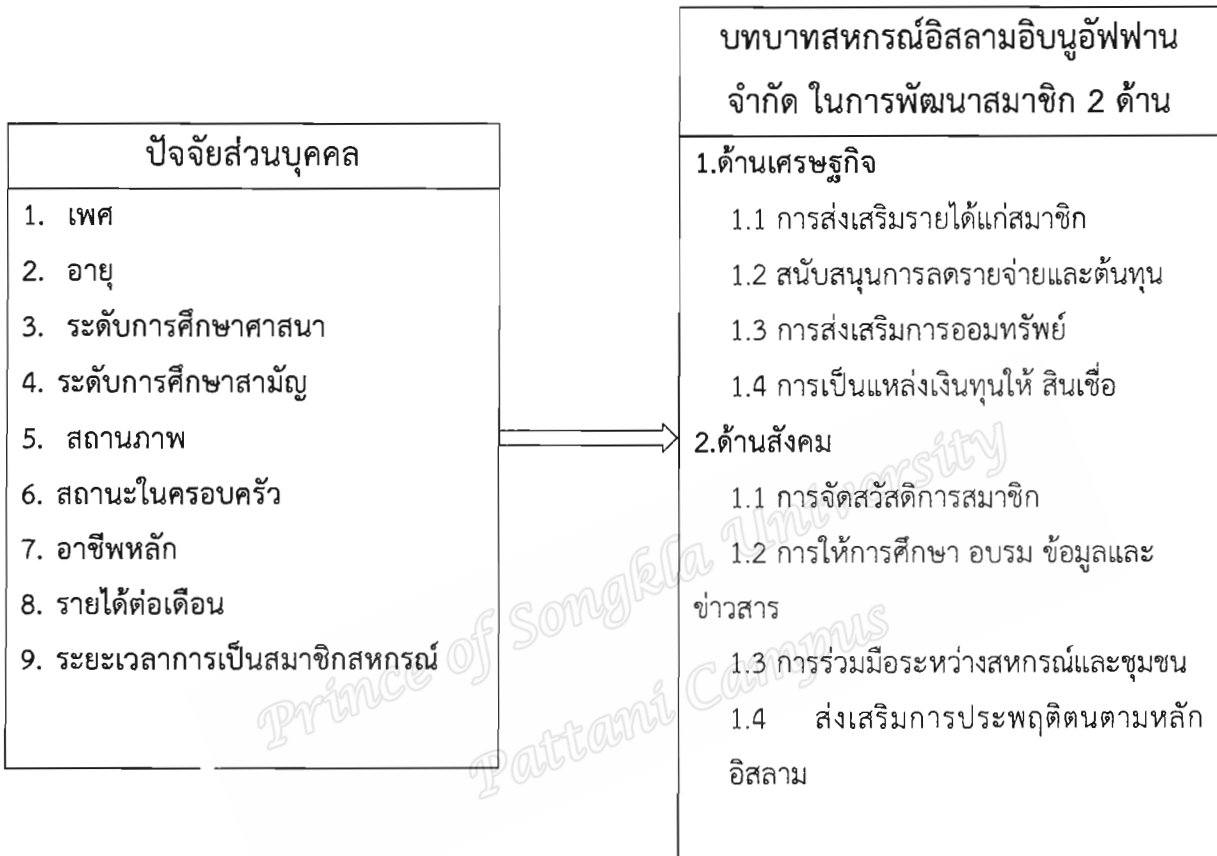 ปัจจัยส่วนบุคคล
1. เพศ
2. อายุ
3. ระดับการศึกษาศาสนา
4. ระดับการศึกษาสามัญ
5. สถานภาพ
6. สถานะในครอบครัว
7. อาชีพหลัก
8. รายได้ต่อเดือน
9. ระยะเวลาการเป็นสมาชิกสหกรณ์
บทบาทสหกรณ์อิสลามอิบนูอัฟฟาน
จำกัด ในการพัฒนาสมาชิก 2 ด้าน
1.ด้านเศรษฐกิจ
1.1 การส่งเสริมรายได้แก่สมาชิก
1.2 สนับสนุนการลดรายจ่ายและต้นทุน
1.3 การส่งเสริมการออมทรัพย์
1.4 การเป็นแหล่งเงินทุนให้ สินเชื่อ
2.ด้านสังคม
1.1 การจัดสวัสดิการสมาชิก
1.2 การให้การศึกษา อบรม ข้อมูลและ
ข่าวสาร
1.3 การร่วมมือระหว่างสหกรณ์และชุมชน
1.4 ส่งเสริมการประพฤติตนตามหลัก
อิสลาม
Prince of Songkla University
Pattani Campus